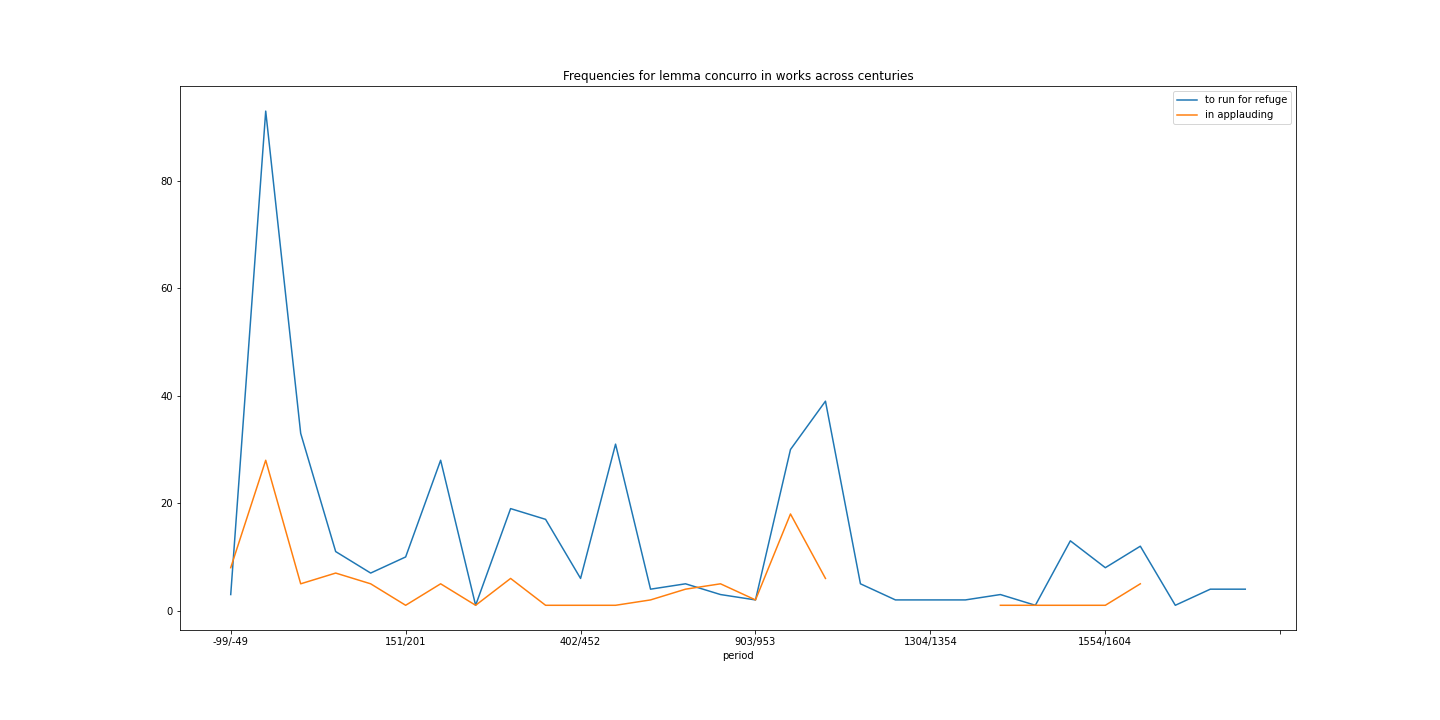 Frequencies for lemma concurro in works across centuries
to run for refuge
in applauding
80
60
40
20
0
-99/-49 151/201 402/452 903/953 1304/1354 1554/1604
period